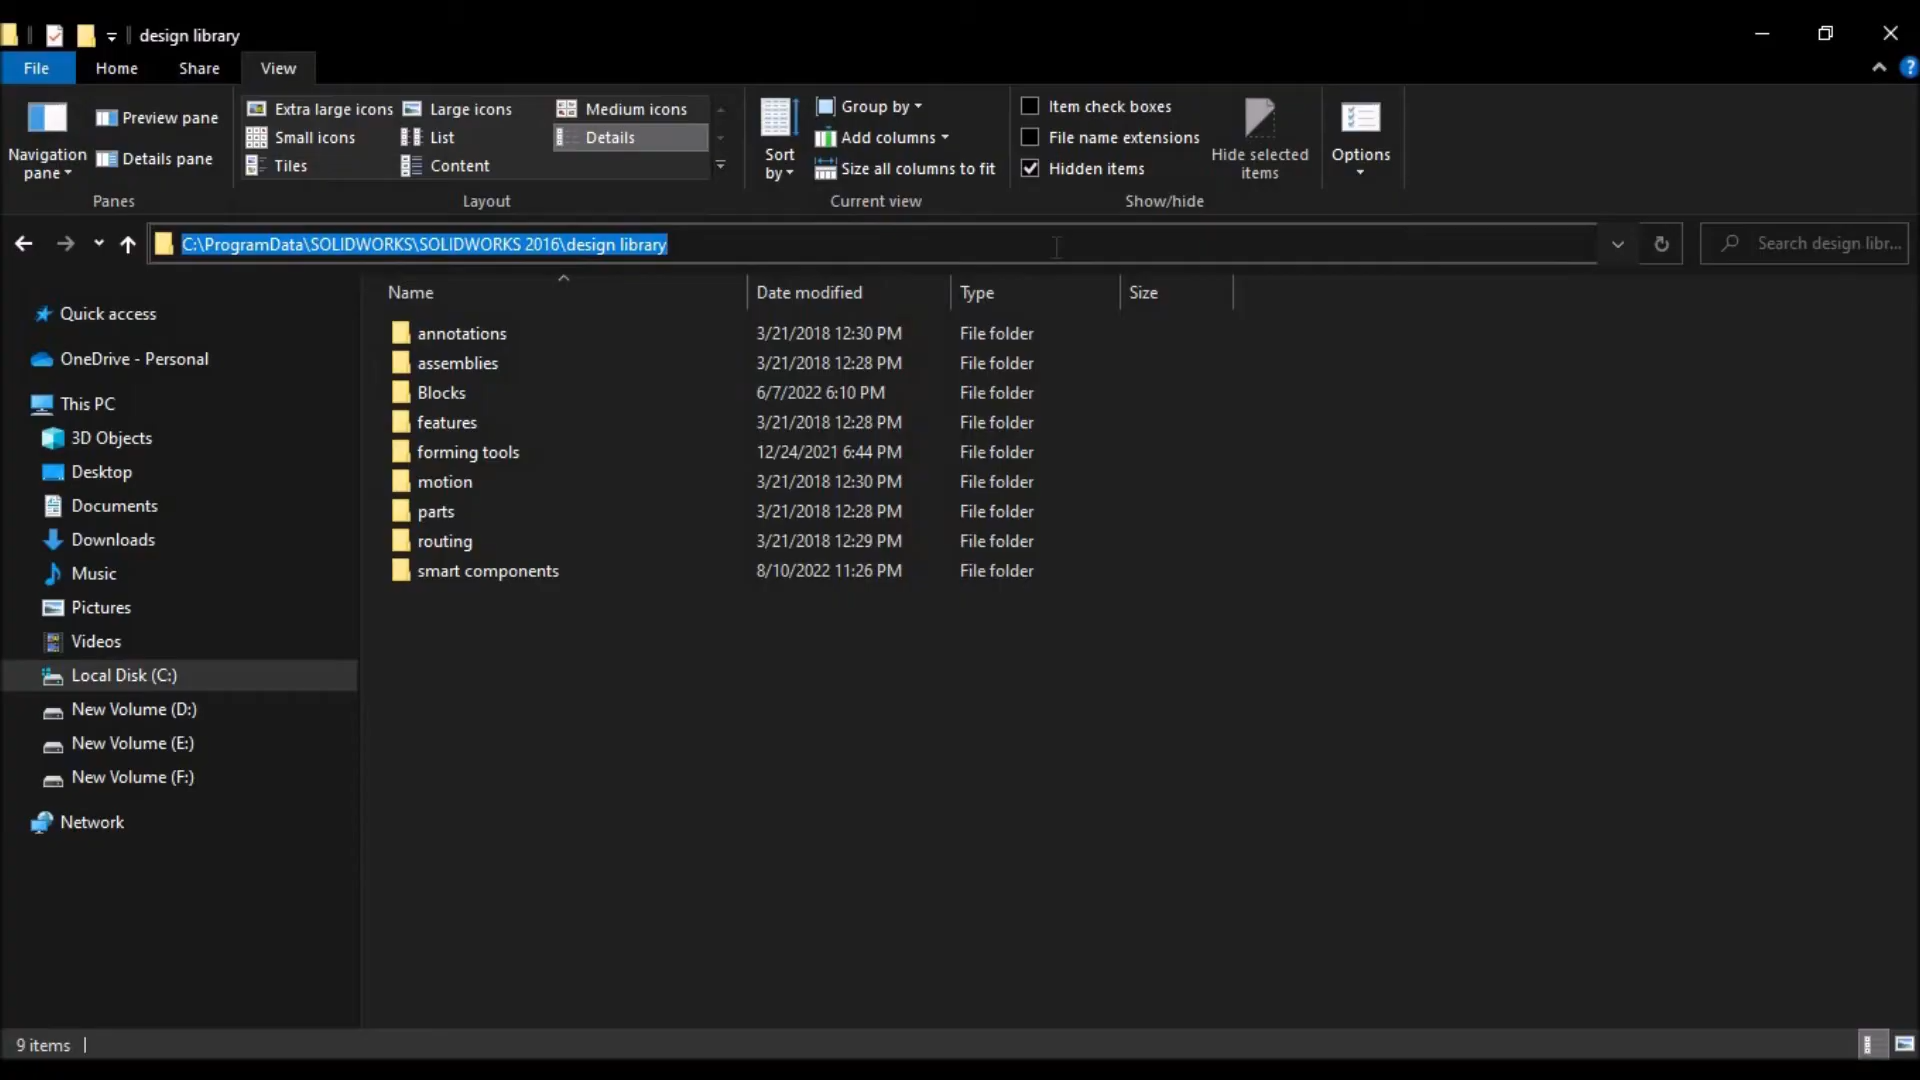 design library
File Home Share View
Navigation pane
Preview pane
Details pane
Panes
Extra large icons Large icons Medium icons
Small icons List Details
Tiles Content
Layout
Sort by
Group by
Add columns
Size all columns to fit
Current view
Item check boxes
File name extensions
Hidden items
Hide selected items
Show/hide
Options
C:\ProgramData\SOLIDWORKS\SOLIDWORKS 2016\design library
Search design libr...
Quick access
OneDrive - Personal
This PC
3D Objects
Desktop
Documents
Downloads
Music
Pictures
Videos
Local Disk (C:)
New Volume (D:)
New Volume (E:)
New Volume (F:)
Network
Name Date modified Type Size
annotations 3/21/2018 12:30 PM File folder
assemblies 3/21/2018 12:28 PM File folder
Blocks 6/7/2022 6:10 PM File folder
features 3/21/2018 12:28 PM File folder
forming tools 12/24/2021 6:44 PM File folder
motion 3/21/2018 12:30 PM File folder
parts 3/21/2018 12:28 PM File folder
routing 3/21/2018 12:29 PM File folder
smart components 8/10/2022 11:26 PM File folder
9 items